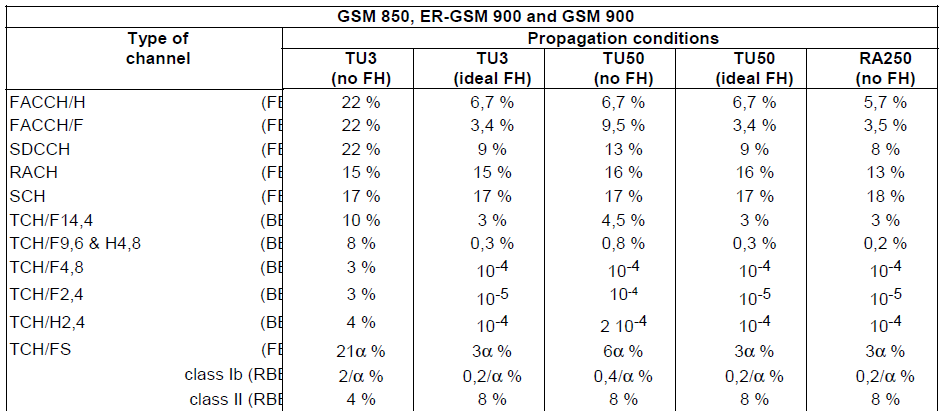 GSM 850, ER-GSM 900 and GSM 900
Type of channel Propagation conditions
TU3 (no FH) TU3 (ideal FH) TU50 (no FH) TU50 (ideal FH) RA250 (no FH)
FACCH/H (FE 22 % 6,7 % 6,7 % 6,7 % 5,7 %
FACCH/F (FE 22 % 3,4 % 9,5 % 3,4 % 3,5 %
SDCCH (FE 22 % 9 % 13 % 9 % 8 %
RACH (FE 15 % 15 % 16 % 16 % 13 %
SCH (FE 17 % 17 % 17 % 17 % 18 %
TCH/F14,4 (BE 10 % 3 % 4,5 % 3 % 3 %
TCH/F9,6 & H4,8 (BE 8 % 0,3 % 0,8 % 0,3 % 0,2 %
TCH/F4,8 (BE 3 % 10⁻⁴ 10⁻⁴ 10⁻⁴ 10⁻⁴
TCH/F2,4 (BE 3 % 10⁻⁵ 10⁻⁴ 10⁻⁵ 10⁻⁵
TCH/H2,4 (BE 4 % 10⁻⁴ 2 10⁻⁴ 10⁻⁴ 10⁻⁴
TCH/FS (FE 21α % 3α % 6α % 3α % 3α %
class Ib (RBE 2/α % 0,2/α % 0,4/α % 0,2/α % 0,2/α %
class II (RBE 4 % 8 % 8 % 8 % 8 %